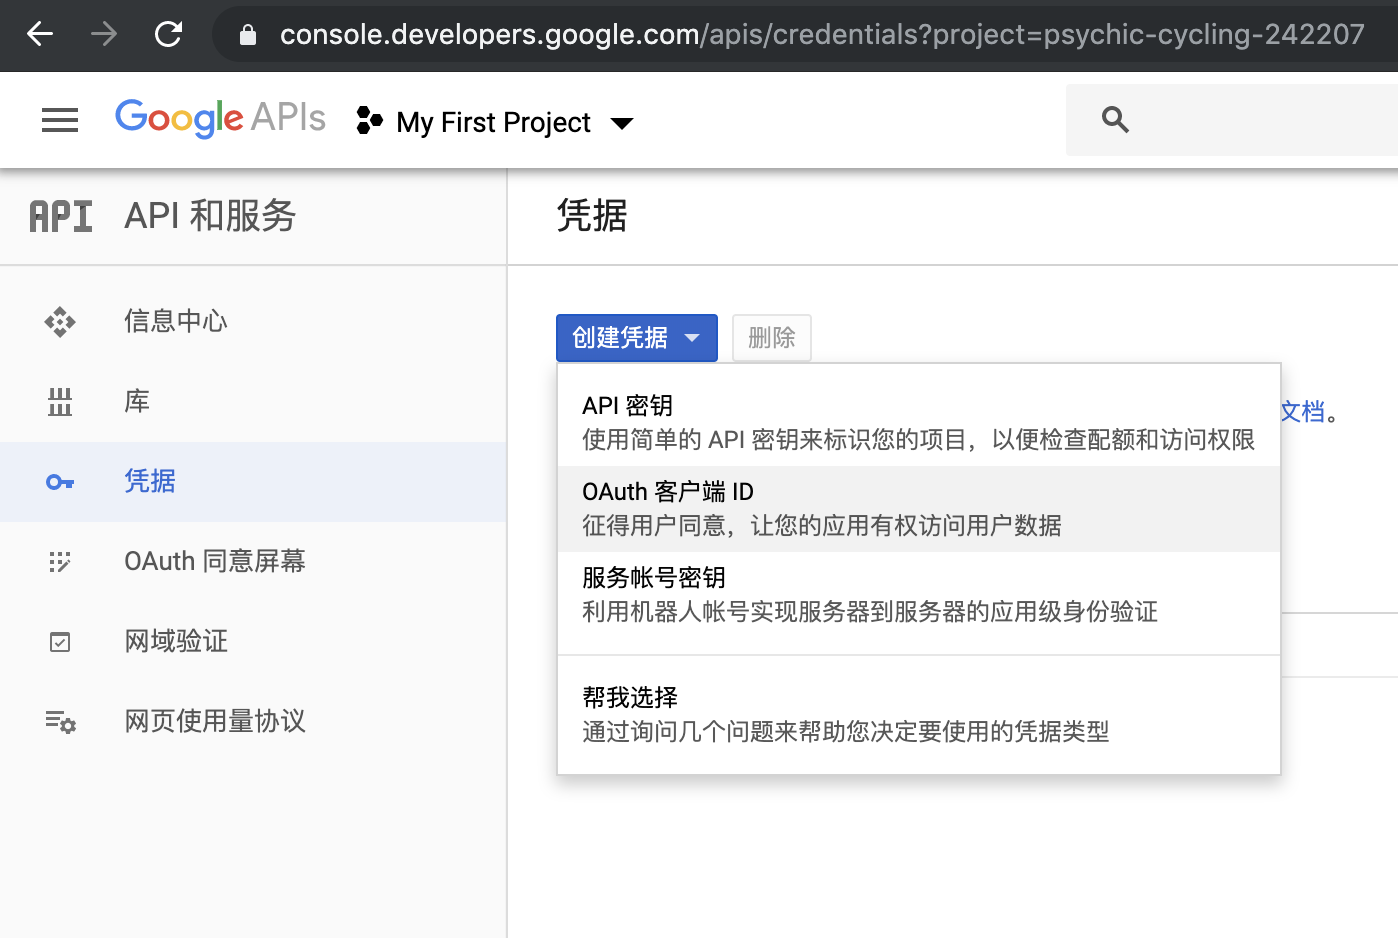 console.developers.google.com/apis/credentials?project=psychic-cycling-242207
Google APIs
My First Project
API
API 和服务
凭据
信息中心
库
凭据
OAuth 同意屏幕
网域验证
网页使用量协议
创建凭据
删除
API 密钥
使用简单的 API 密钥来标识您的项目，以便检查配额和访问权限
文档。
OAuth 客户端 ID
征得用户同意，让您的应用有权访问用户数据
服务帐号密钥
利用机器人帐号实现服务器到服务器的应用级身份验证
帮我选择
通过询问几个问题来帮助您决定要使用的凭据类型